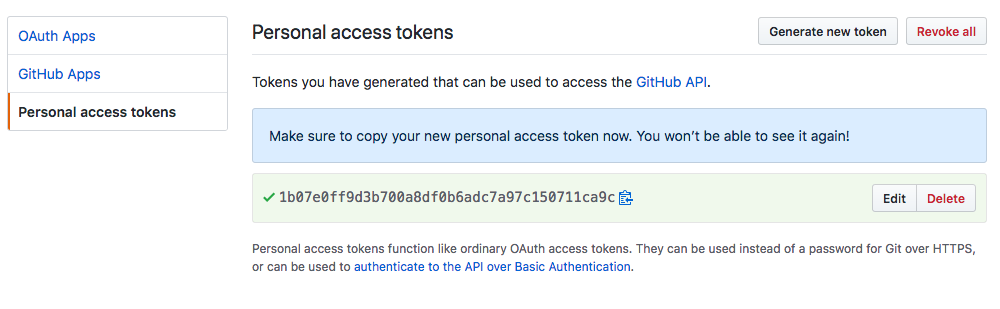 OAuth Apps
GitHub Apps
Personal access tokens
Personal access tokens
Generate new token
Revoke all
Tokens you have generated that can be used to access the GitHub API.
Make sure to copy your new personal access token now. You won’t be able to see it again!
1b07e0ff9d3b700a8df0b6adc7a97c150711ca9c
Edit
Delete
Personal access tokens function like ordinary OAuth access tokens. They can be used instead of a password for Git over HTTPS,
or can be used to authenticate to the API over Basic Authentication.